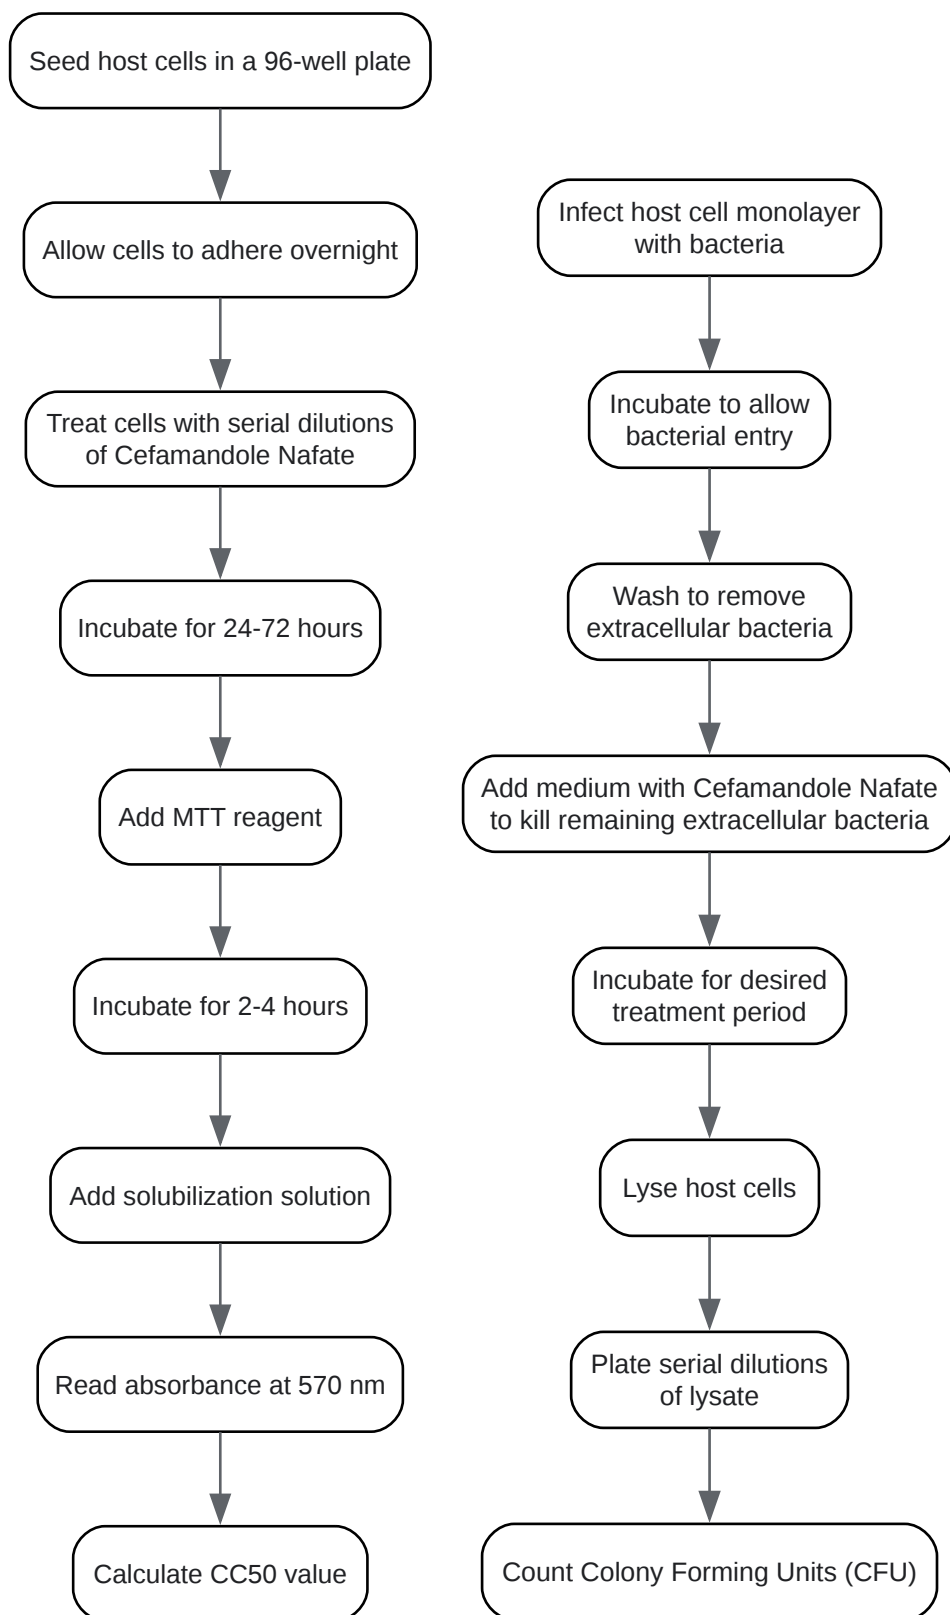 Seed host cells in a 96-well plate
Allow cells to adhere overnight
Treat cells with serial dilutions
of Cefamandole Nafate
Incubate for 24-72 hours
Add MTT reagent
Incubate for 2-4 hours
Add solubilization solution
Read absorbance at 570 nm
Calculate CC50 value
Infect host cell monolayer
with bacteria
Incubate to allow
bacterial entry
Wash to remove
extracellular bacteria
Add medium with Cefamandole Nafate
to kill remaining extracellular bacteria
Incubate for desired
treatment period
Lyse host cells
Plate serial dilutions
of lysate
Count Colony Forming Units (CFU)